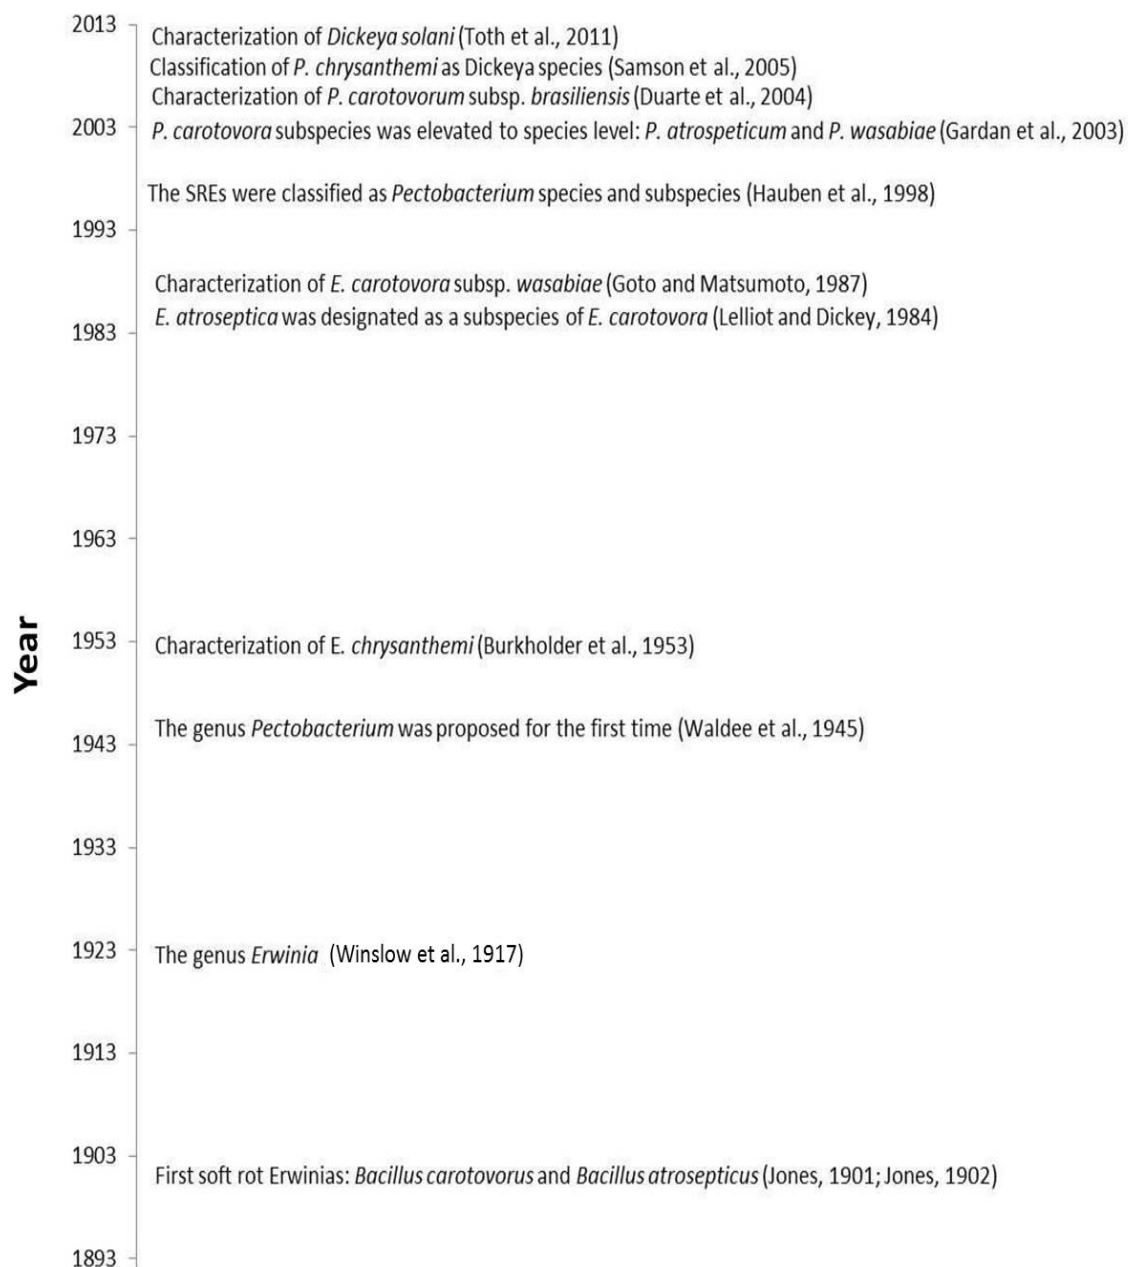 2013
Characterization of Dickeya solani (Toth et al., 2011)
Classification of P. chrysanthemi as Dickeya species (Samson et al., 2005)
Characterization of P. carotovorum subsp. brasiliensis (Duarte et al., 2004)
2003
P. carotovora subspecies was elevated to species level: P. atrospeticum and P. wasabiae (Gardan et al., 2003)
The SREs were classified as Pectobacterium species and subspecies (Hauben et al., 1998)
1993
Characterization of E. carotovora subsp. wasabiae (Goto and Matsumoto, 1987)
E. atroseptica was designated as a subspecies of E. carotovora (Lelliot and Dickey, 1984)
1983
1973
1963
Year
1953
Characterization of E. chrysanthemi (Burkholder et al., 1953)
The genus Pectobacterium was proposed for the first time (Waldee et al., 1945)
1943
1933
1923
The genus Erwinia (Winslow et al., 1917)
1913
1903
First soft rot Erwinias: Bacillus carotovorus and Bacillus atrosepticus (Jones, 1901; Jones, 1902)
1893